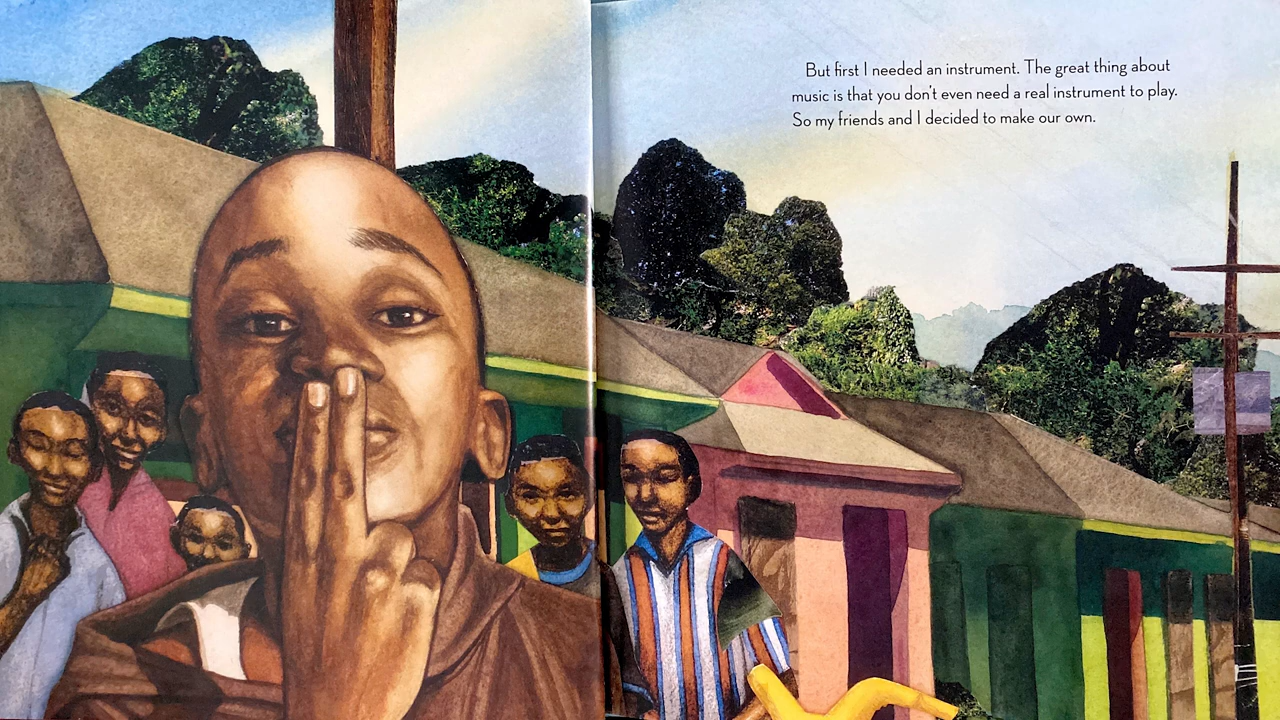 But first I needed an instrument. The great thing about
music is that you don't even need a real instrument to play.
So my friends and I decided to make our own.